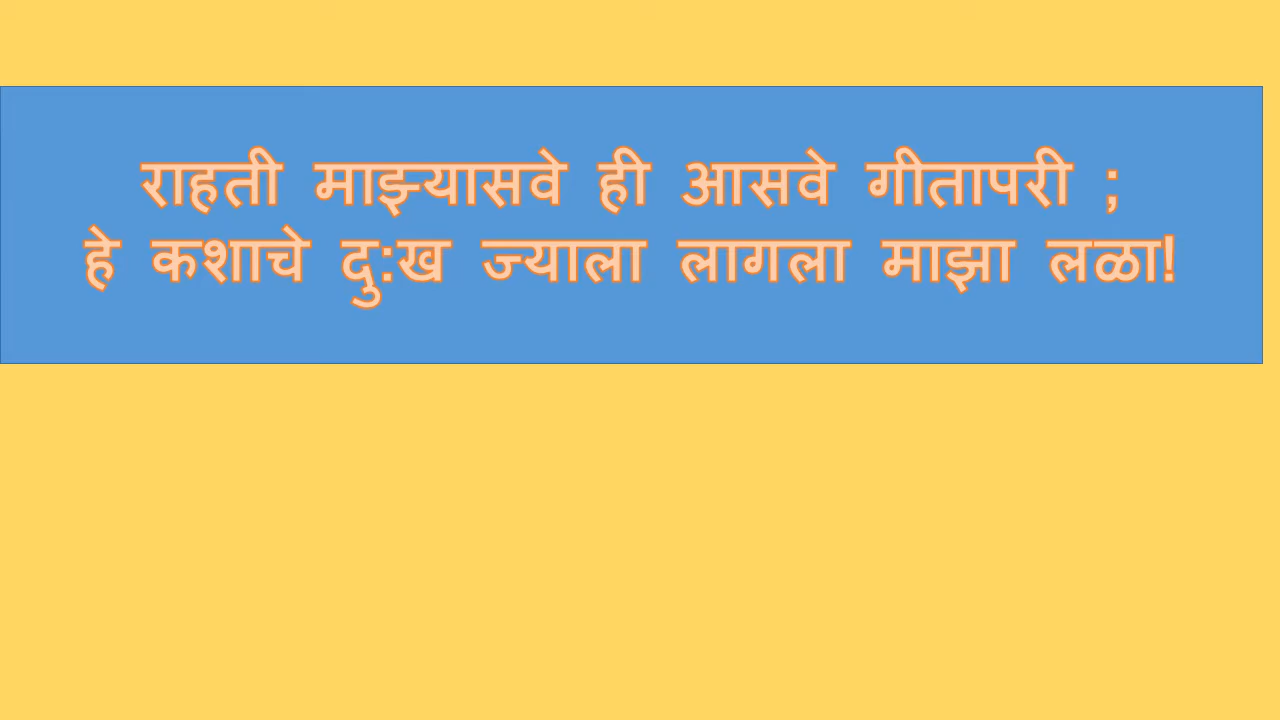 राहती माझ्यासवे ही आसवे गीतापरी ;
हे कशाचे दु:ख ज्याला लागला माझा लळा!